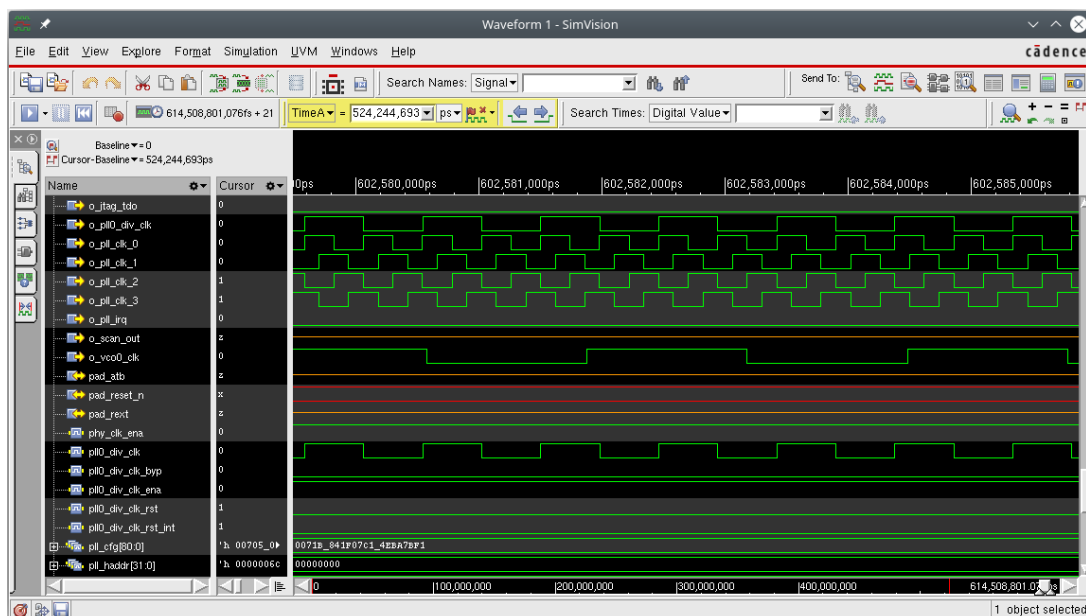 Waveform 1 - SimVision
File Edit View Explore Format Simulation UVM Windows Help
cādence
Search Names: Signal
Send To:
614,508,801,076fs + 21
TimeA = 524,244,693 ps
Search Times: Digital Value
Baseline = 0
Cursor-Baseline = 524,244,693ps
Name Cursor
0ps 602,580,000ps 602,581,000ps 602,582,000ps 602,583,000ps 602,584,000ps 602,585,000ps
o_jtag_tdo 0
o_pll0_div_clk 0
o_pll_clk_0 0
o_pll_clk_1 0
o_pll_clk_2 1
o_pll_clk_3 1
o_pll_irq 0
o_scan_out z
o_vco0_clk 0
pad_atb z
pad_reset_n x
pad_rext z
phy_clk_ena 0
pll0_div_clk 0
pll0_div_clk_byp 0
pll0_div_clk_ena 0
pll0_div_clk_rst 1
pll0_div_clk_rst_int 1
pll_cfg[80:0] 'h 00705_0 0071B_841F07C1_4EBA7BF1
pll_haddr[31:0] 'h 0000006c 00000000
0 100,000,000 200,000,000 300,000,000 400,000,000 614,508,801.0
1 object selected